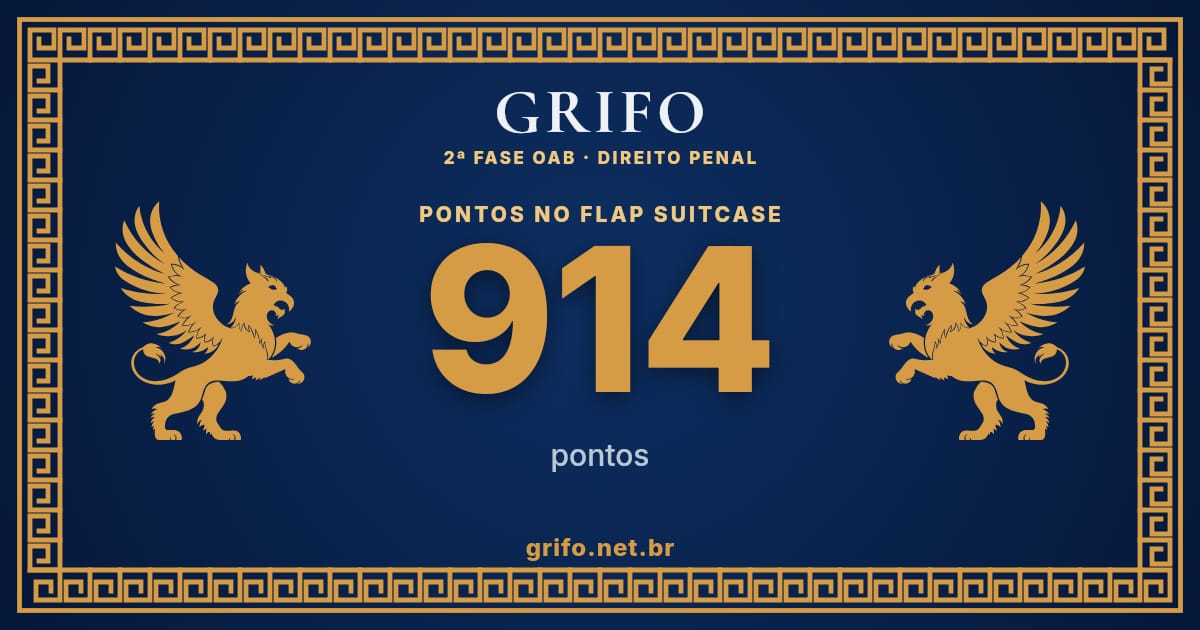 GRIFO
2ª FASE OAB · DIREITO PENAL
PONTOS NO FLAP SUITCASE
914
pontos
grifo.net.br